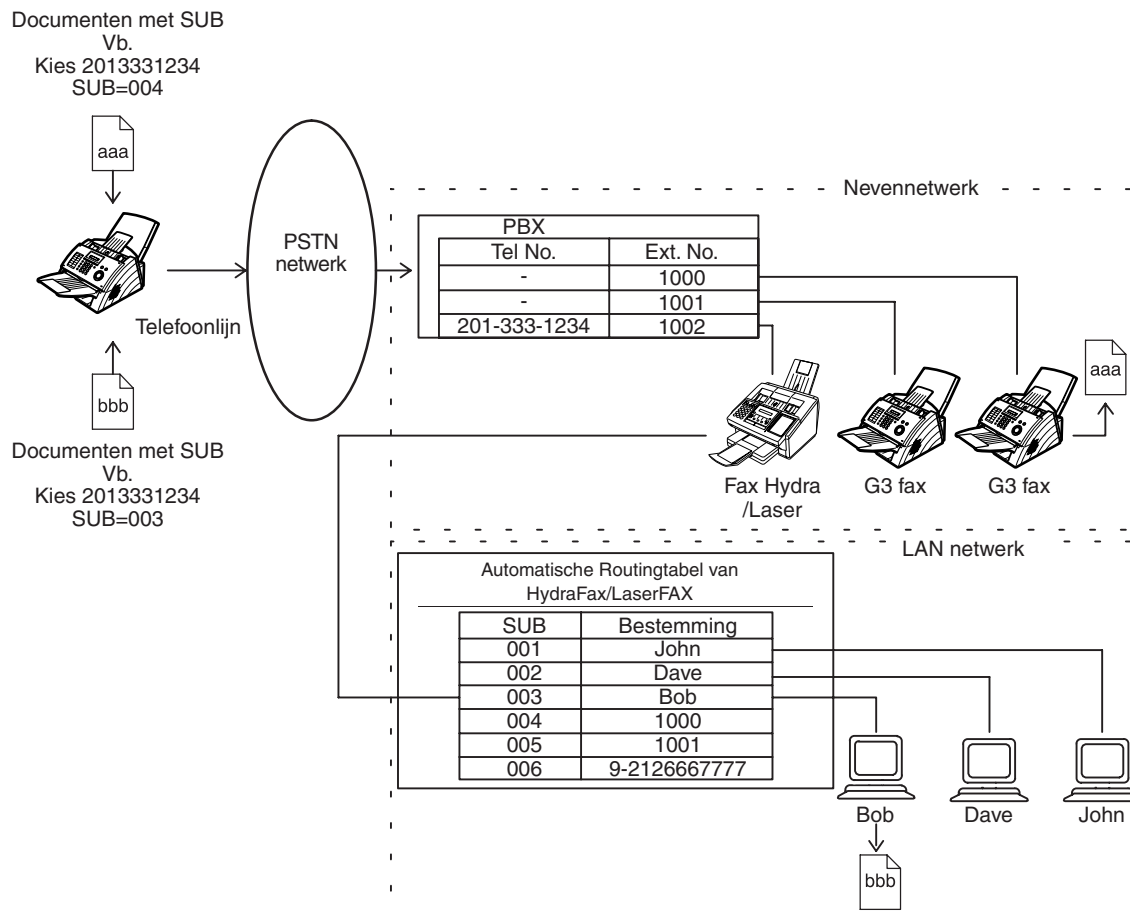 Documenten met SUB
Vb.
Kies 2013331234
SUB=004
aaa
Telefoonlijn
bbb
Documenten met SUB
Vb.
Kies 2013331234
SUB=003
PSTN
netwerk
Nevennetwerk
PBX
Tel No. Ext. No.
- 1000
- 1001
201-333-1234 1002
aaa
Fax Hydra
/Laser
G3 fax
G3 fax
LAN netwerk
Automatische Routingtabel van
HydraFax/LaserFAX
SUB Bestemming
001 John
002 Dave
003 Bob
004 1000
005 1001
006 9-2126667777
Bob
Dave
John
bbb